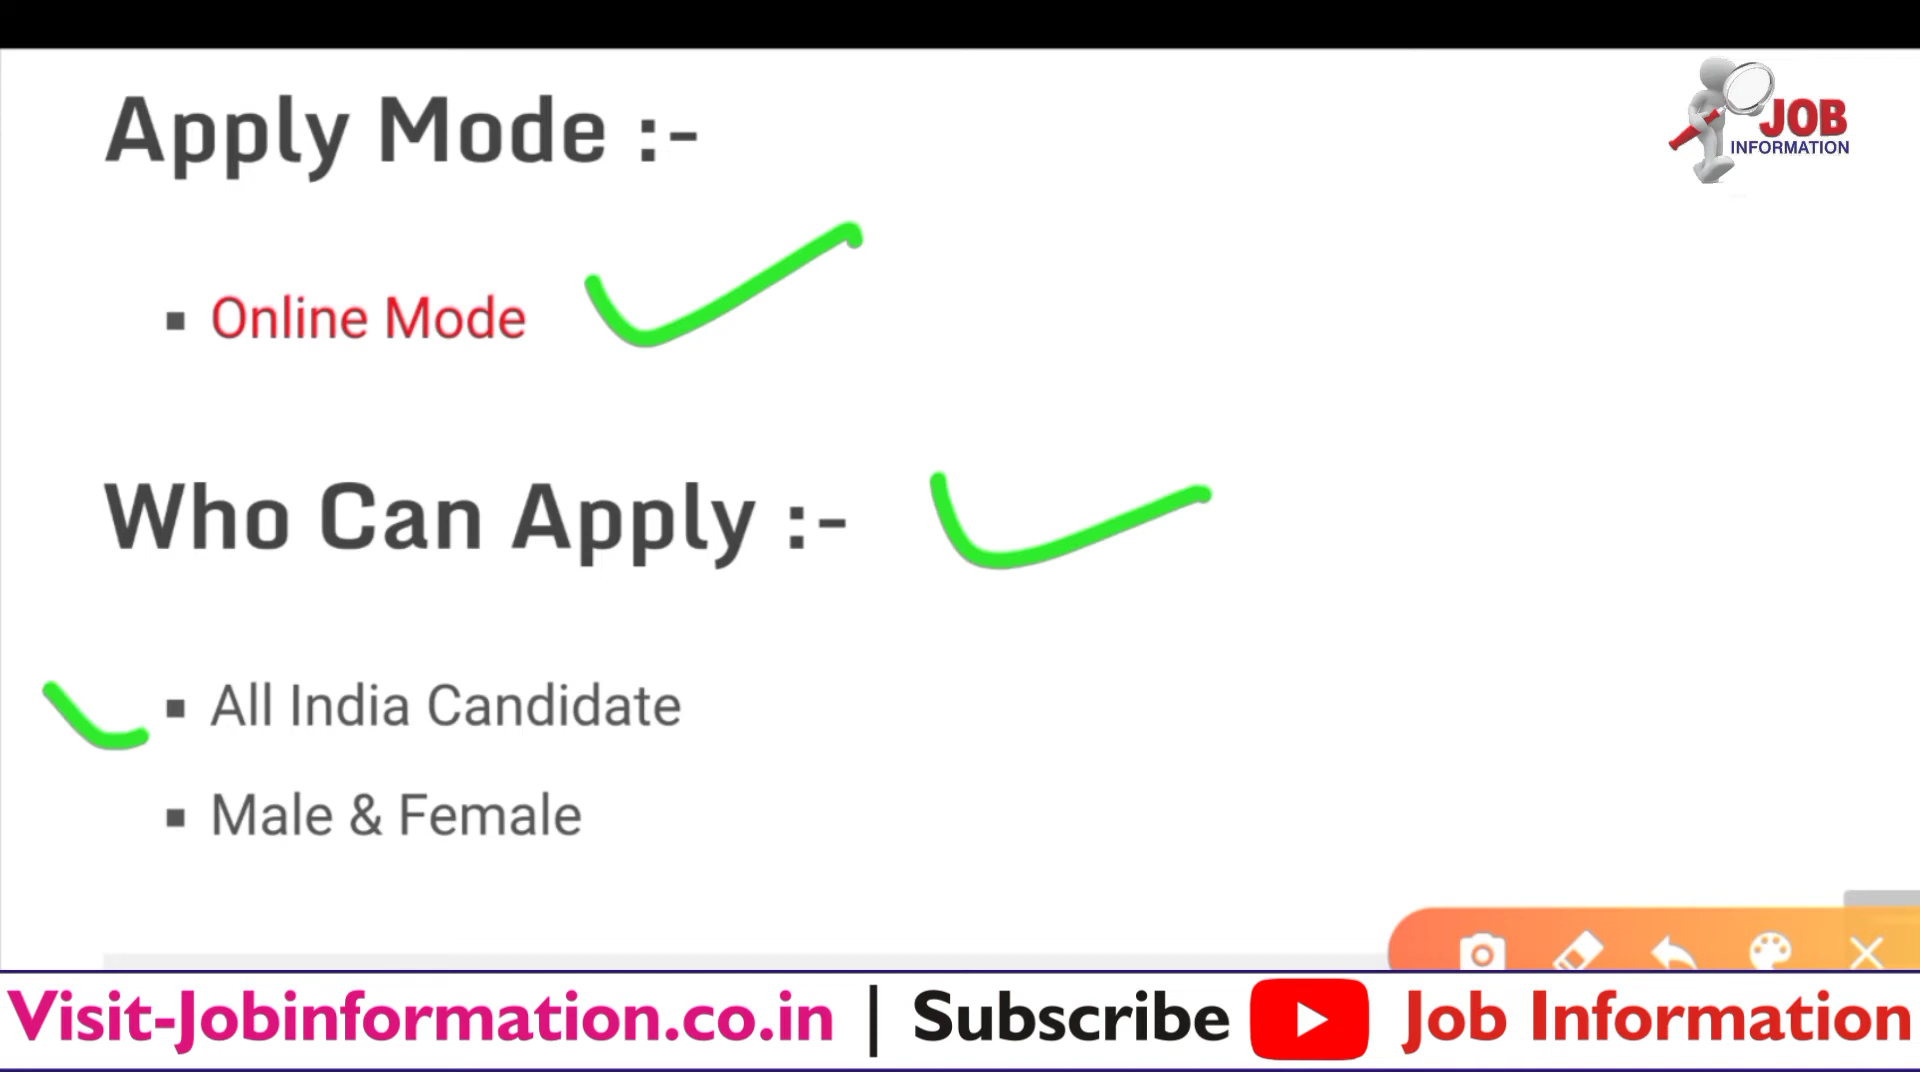 Apply Mode :-
JOB
INFORMATION
Online Mode
Who Can Apply :-
All India Candidate
Male & Female
Visit-Jobinformation.co.in | Subscribe Job Information